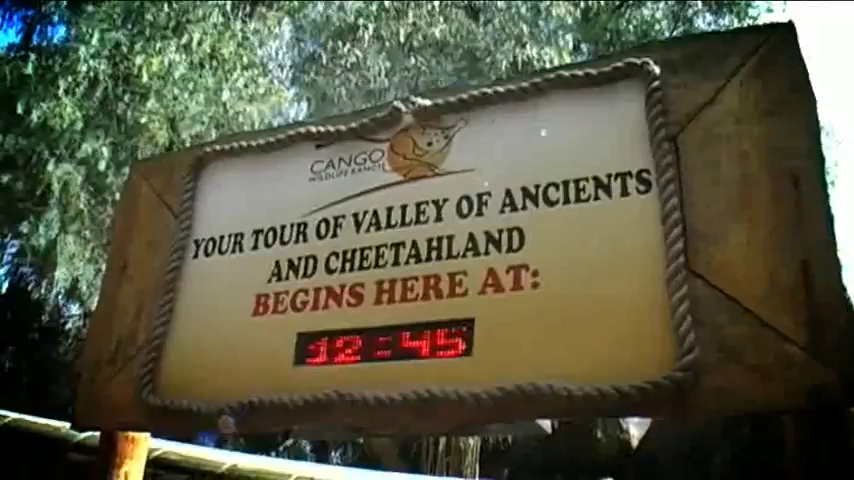 CANGO
WILDLIFE RANCH
YOUR TOUR OF VALLEY OF ANCIENTS
AND CHEETAHLAND
BEGINS HERE AT:
12:45